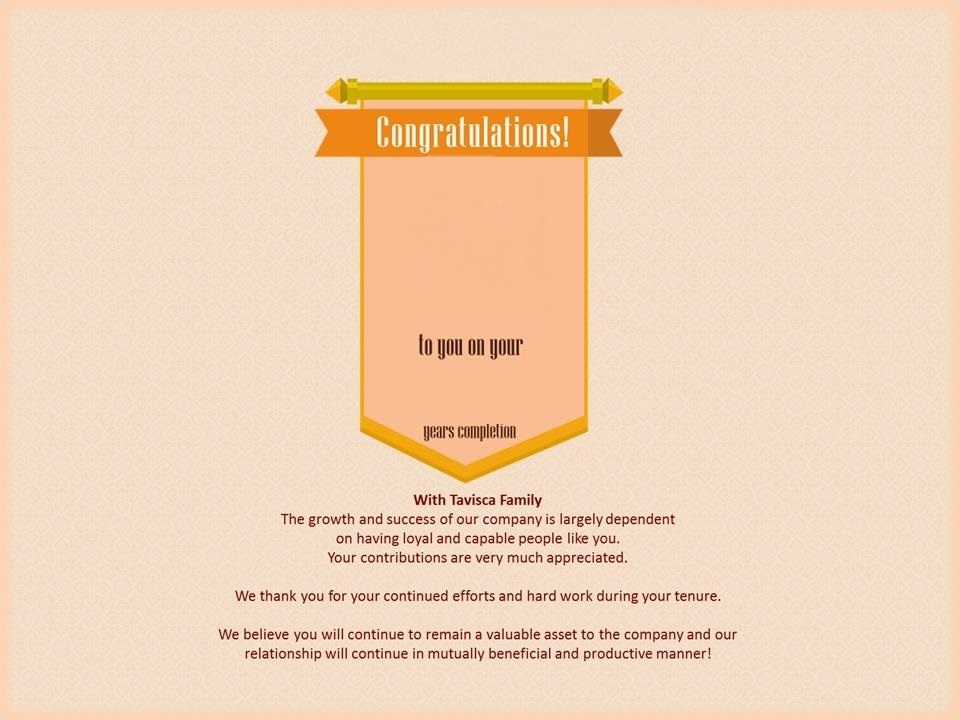 Congratulations!
to you on your
years completion
With Tavisca Family
The growth and success of our company is largely dependent
on having loyal and capable people like you.
Your contributions are very much appreciated.
We thank you for your continued efforts and hard work during your tenure.
We believe you will continue to remain a valuable asset to the company and our
relationship will continue in mutually beneficial and productive manner!